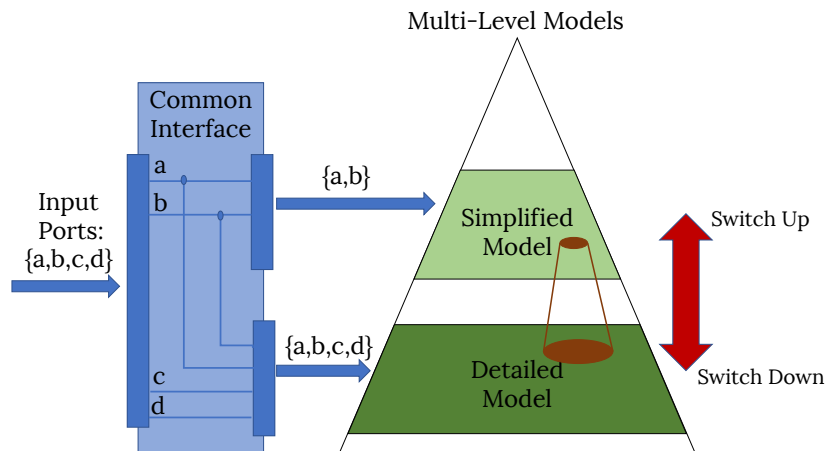 Multi-Level Models
Common
Interface
a
b
c
d
Input
Ports:
{a,b,c,d}
{a,b}
{a,b,c,d}
Simplified
Model
Detailed
Model
Switch Up
Switch Down